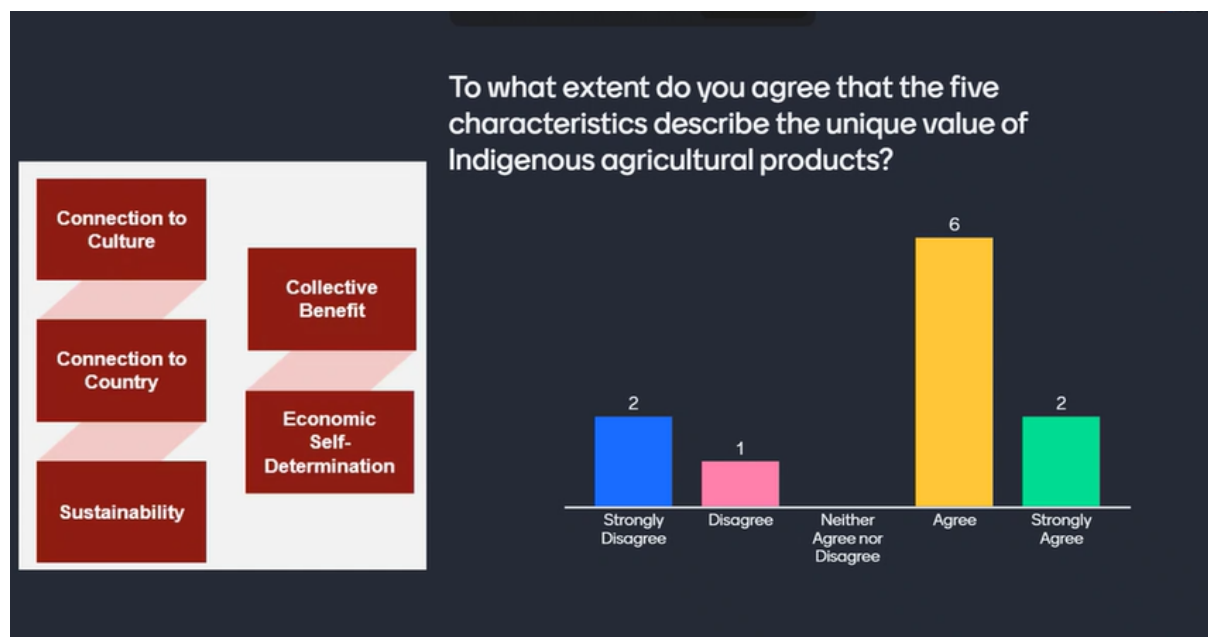 To what extent do you agree that the five
characteristics describe the unique value of
Indigenous agricultural products?
Connection to
Culture
Connection to
Country
Sustainability
Collective
Benefit
Economic
Self-
Determination
2
1
6
2
Strongly
Disagree
Disagree
Neither
Agree nor
Disagree
Agree
Strongly
Agree